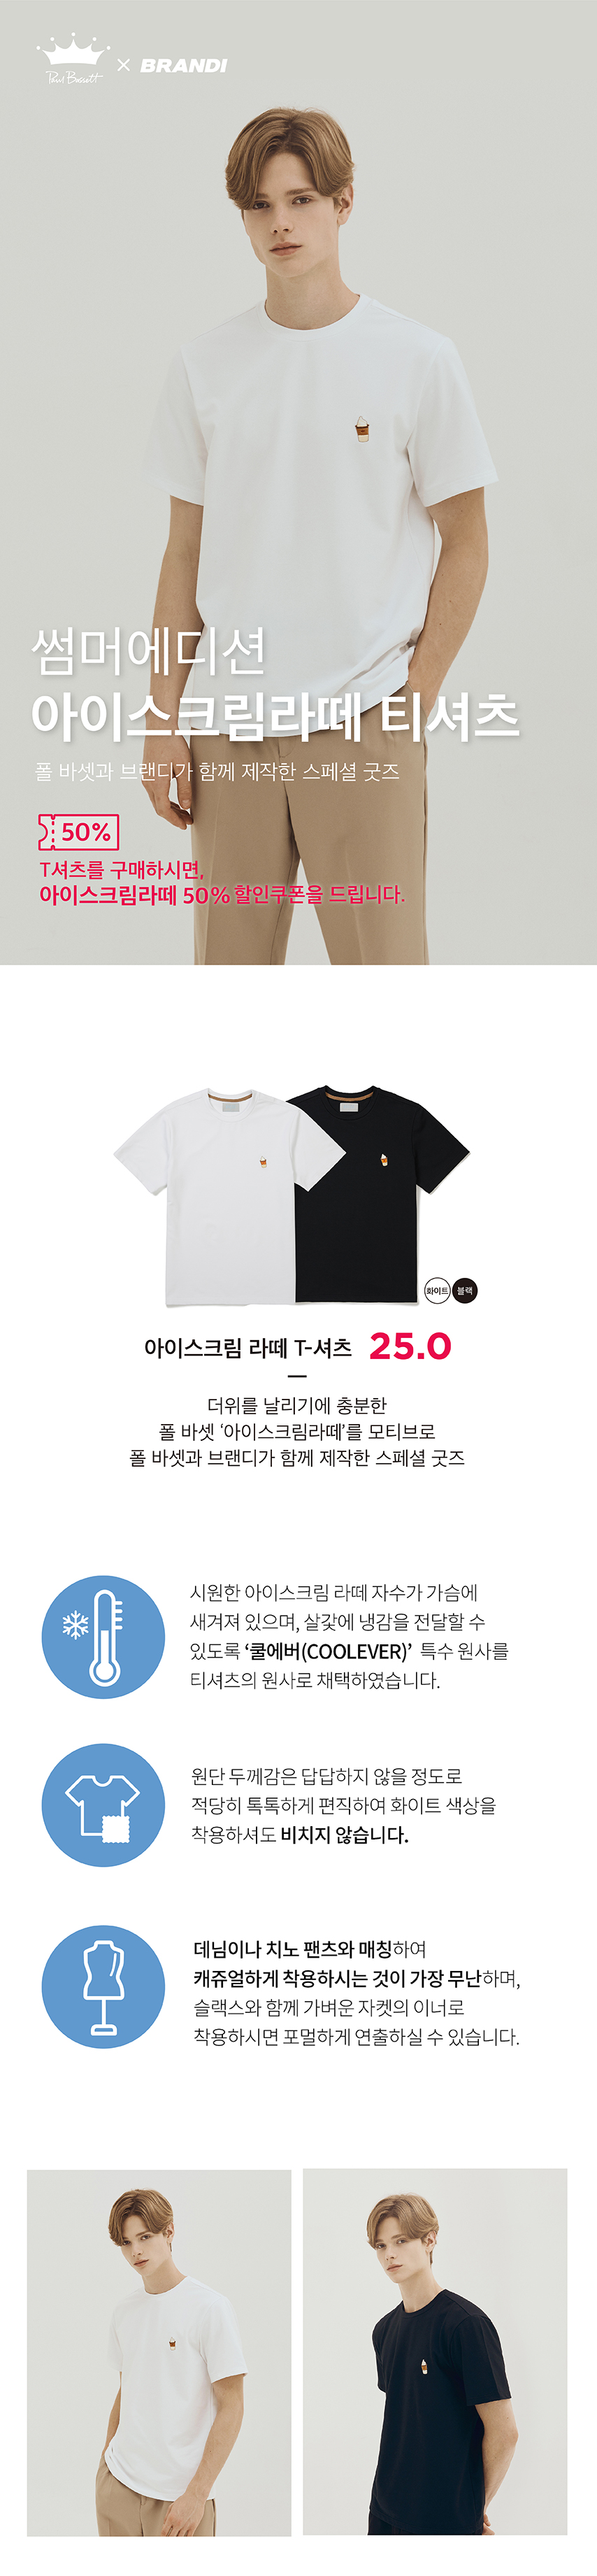 Paul Bassett × BRANDI
썸머에디션
아이스크림라떼 티셔츠
폴 바셋과 브랜디가 함께 제작한 스페셜 굿즈
50%
T셔츠를 구매하시면,
아이스크림라떼 50% 할인쿠폰을 드립니다.
화이트 블랙
아이스크림 라떼 T-셔츠 25.0
더위를 날리기에 충분한
폴 바셋 ‘아이스크림라떼’를 모티브로
폴 바셋과 브랜디가 함께 제작한 스페셜 굿즈
시원한 아이스크림 라떼 자수가 가슴에
새겨져 있으며, 살갗에 냉감을 전달할 수
있도록 ‘쿨에버(COOLEVER)’ 특수 원사를
티셔츠의 원사로 채택하였습니다.
원단 두께감은 답답하지 않을 정도로
적당히 톡톡하게 편직하여 화이트 색상을
착용하셔도 비치지 않습니다.
데님이나 치노 팬츠와 매칭하여
캐쥬얼하게 착용하시는 것이 가장 무난하며,
슬랙스와 함께 가벼운 자켓의 이너로
착용하시면 포멀하게 연출하실 수 있습니다.